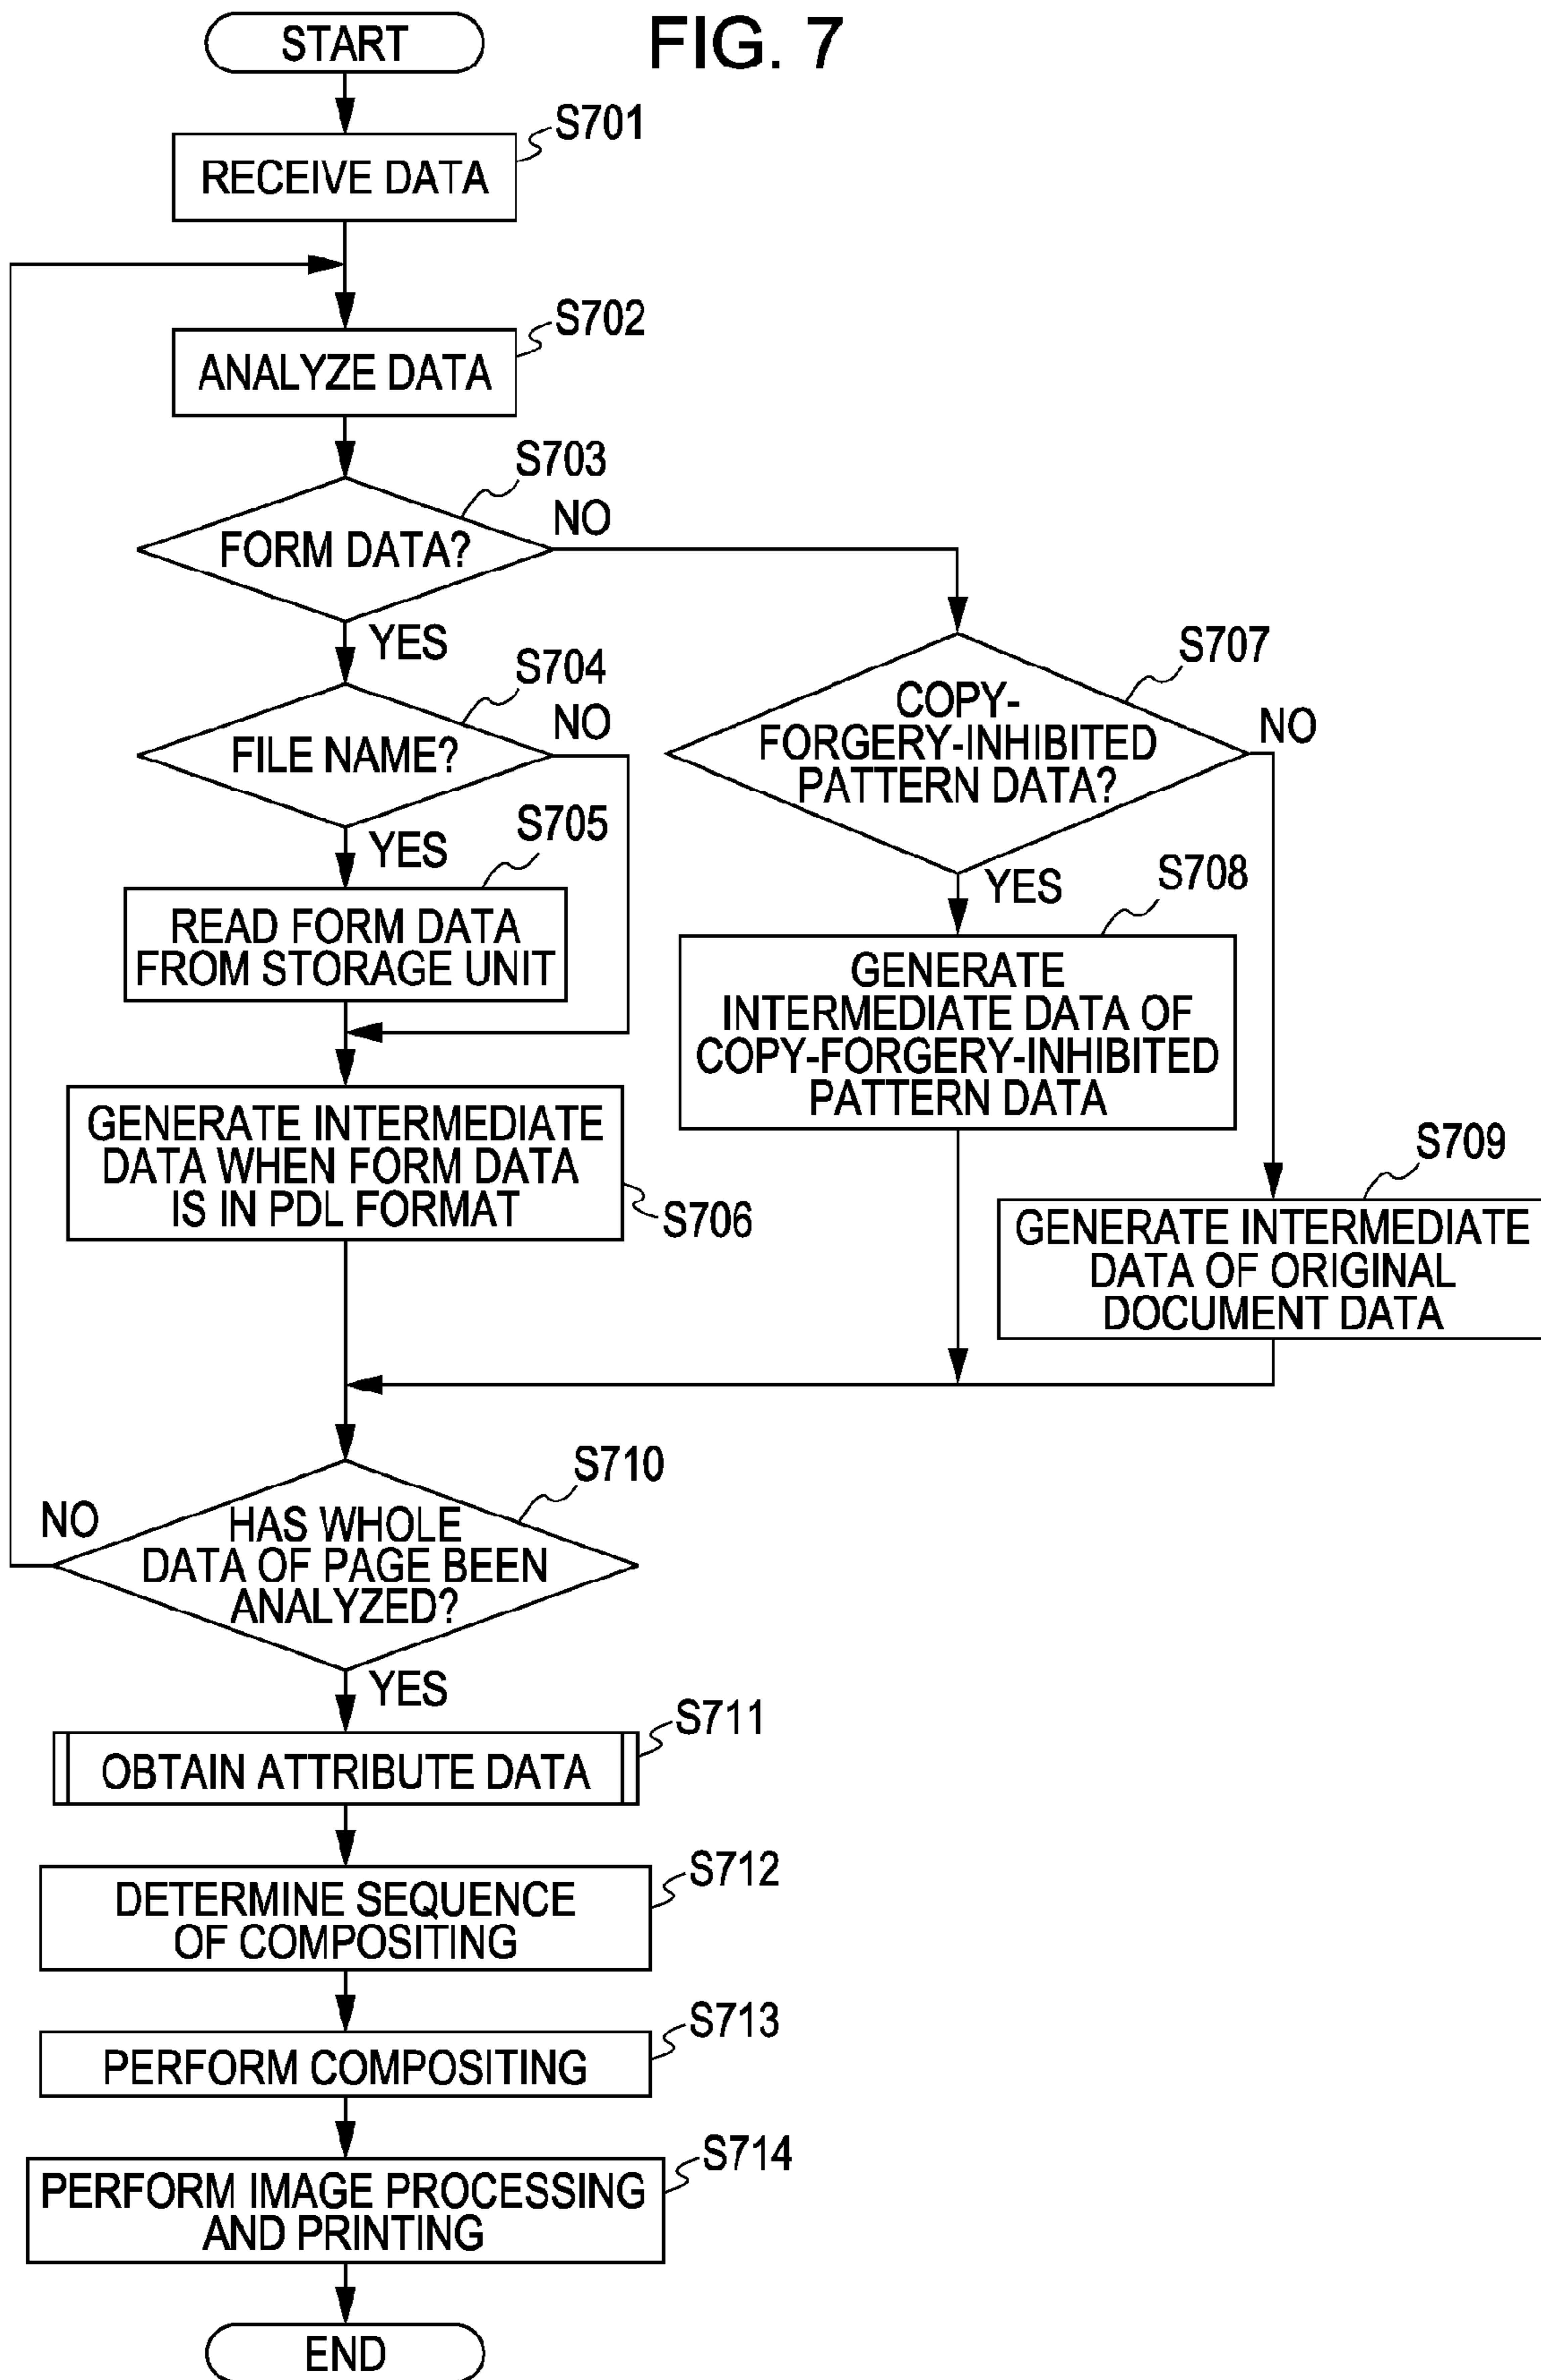 FIG. 7
START
S701
RECEIVE DATA
S702
ANALYZE DATA
S703
FORM DATA?
NO
YES
S704
FILE NAME?
NO
YES
S705
READ FORM DATA
FROM STORAGE UNIT
GENERATE INTERMEDIATE
DATA WHEN FORM DATA
IS IN PDL FORMAT
S706
S707
COPY-
FORGERY-INHIBITED
PATTERN DATA?
NO
YES
S708
GENERATE
INTERMEDIATE DATA OF
COPY-FORGERY-INHIBITED
PATTERN DATA
S709
GENERATE INTERMEDIATE
DATA OF ORIGINAL
DOCUMENT DATA
S710
NO
HAS WHOLE
DATA OF PAGE BEEN
ANALYZED?
YES
S711
OBTAIN ATTRIBUTE DATA
S712
DETERMINE SEQUENCE
OF COMPOSITING
S713
PERFORM COMPOSITING
S714
PERFORM IMAGE PROCESSING
AND PRINTING
END